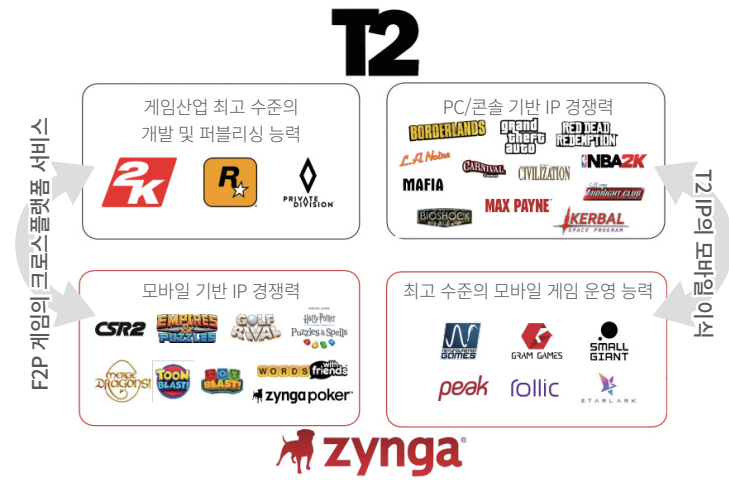 T2
게임산업 최고 수준의
개발 및 퍼블리싱 능력
2K
R
PRIVATE
DIVISION
PC/콘솔 기반 IP 경쟁력
BORDERLANDS
grand
theft
auto
RED DEAD
REDEMPTION
L.A. Noire
CARNIVAL
CIVILIZATION
NBA2K
MAFIA
MIDNIGHT CLUB
BIOSHOCK
MAX PAYNE
KERBAL
SPACE PROGRAM
F2P 게임의 크로스플랫폼 서비스
T2 IP의 모바일 이식
모바일 기반 IP 경쟁력
CSR2
EMPIRES
& PUZZLES
GOLF
RIVAL
Harry Potter
Puzzles & Spells
MERGE
DRAGONS!
TOON
BLAST!
TOY
BLAST!
WORDS with
friends
zynga poker
최고 수준의 모바일 게임 운영 능력
NATURALMOTION
GAMES
GRAM GAMES
SMALL
GIANT
peak
rollic
STARLARK
zynga